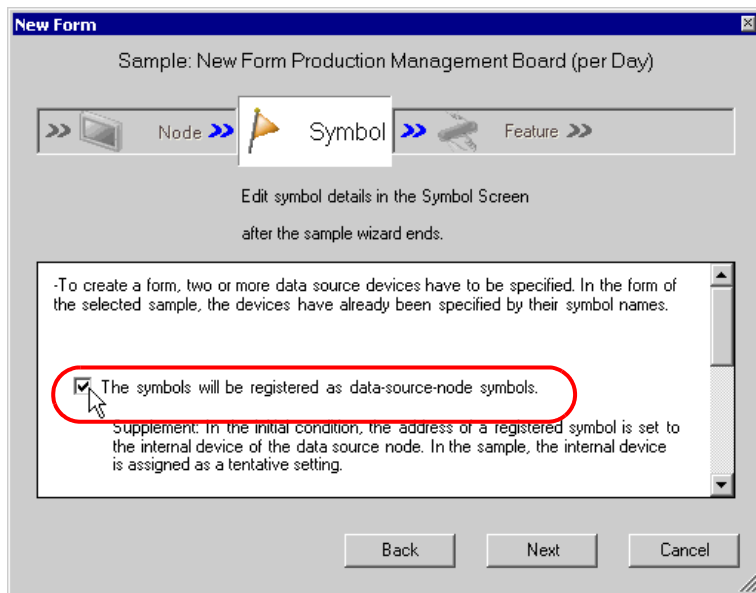 New Form
Sample: New Form Production Management Board (per Day)
>> Node >> Symbol >> Feature >>
Edit symbol details in the Symbol Screen
after the sample wizard ends.
-To create a form, two or more data source devices have to be specified. In the form of
the selected sample, the devices have already been specified by their symbol names.
The symbols will be registered as data-source-node symbols.
Supplement: In the initial condition, the address of a registered symbol is set to
the internal device of the data source node. In the sample, the internal device
is assigned as a tentative setting.
Back Next Cancel